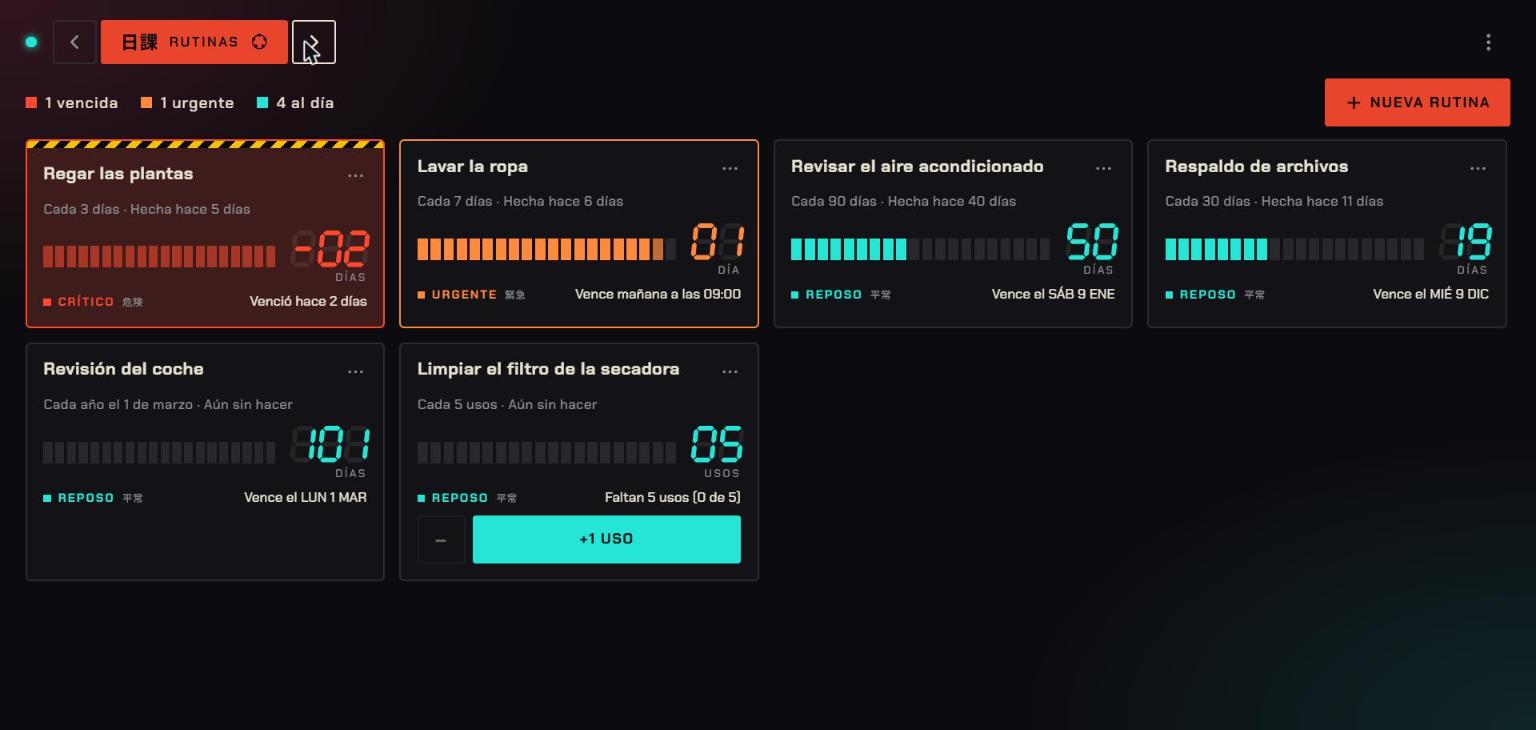 日課 RUTINAS
1 vencida 1 urgente 4 al día
+ NUEVA RUTINA
Regar las plantas ...
Cada 3 días · Hecha hace 5 días
-02
DÍAS
CRÍTICO 危険 Venció hace 2 días
Lavar la ropa ...
Cada 7 días · Hecha hace 6 días
01
DÍA
URGENTE 緊急 Vence mañana a las 09:00
Revisar el aire acondicionado ...
Cada 90 días · Hecha hace 40 días
50
DÍAS
REPOSO 平常 Vence el SÁB 9 ENE
Respaldo de archivos ...
Cada 30 días · Hecha hace 11 días
19
DÍAS
REPOSO 平常 Vence el MIÉ 9 DIC
Revisión del coche ...
Cada año el 1 de marzo · Aún sin hacer
101
DÍAS
REPOSO 平常 Vence el LUN 1 MAR
Limpiar el filtro de la secadora ...
Cada 5 usos · Aún sin hacer
05
USOS
REPOSO 平常 Faltan 5 usos (0 de 5)
– +1 USO